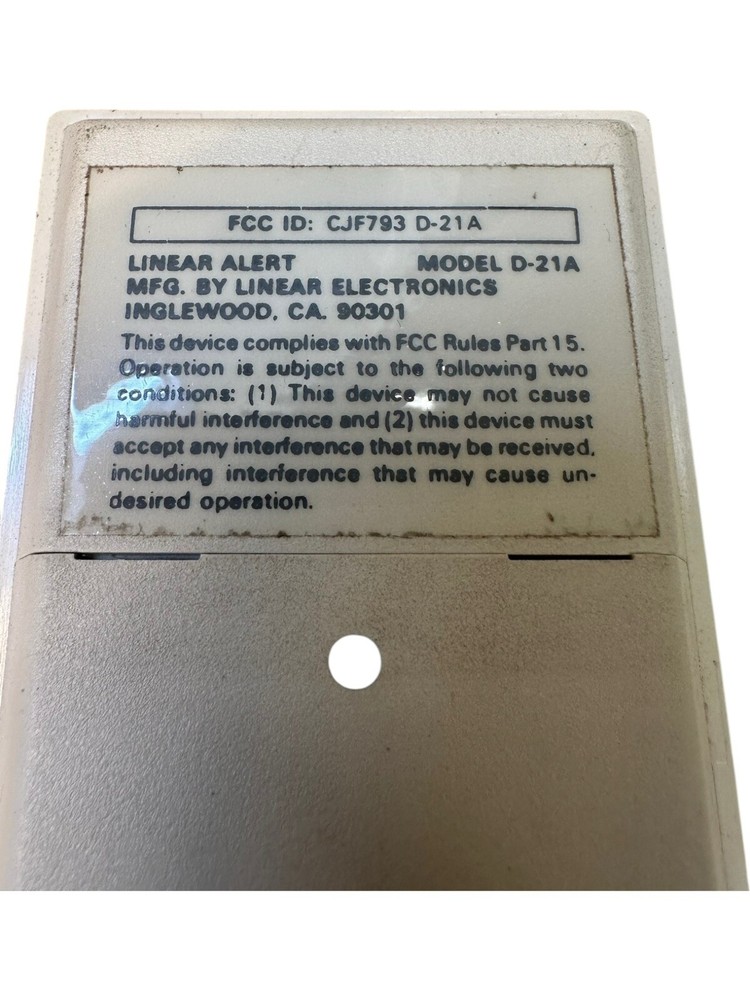 FCC ID: CJF793 D-21A
LINEAR ALERT MODEL D-21A
MFG. BY LINEAR ELECTRONICS
INGLEWOOD, CA. 90301
This device complies with FCC Rules Part 15.
Operation is subject to the following two
conditions: (1) This device may not cause
harmful interference and (2) this device must
accept any interference that may be received,
including interference that may cause un-
desired operation.